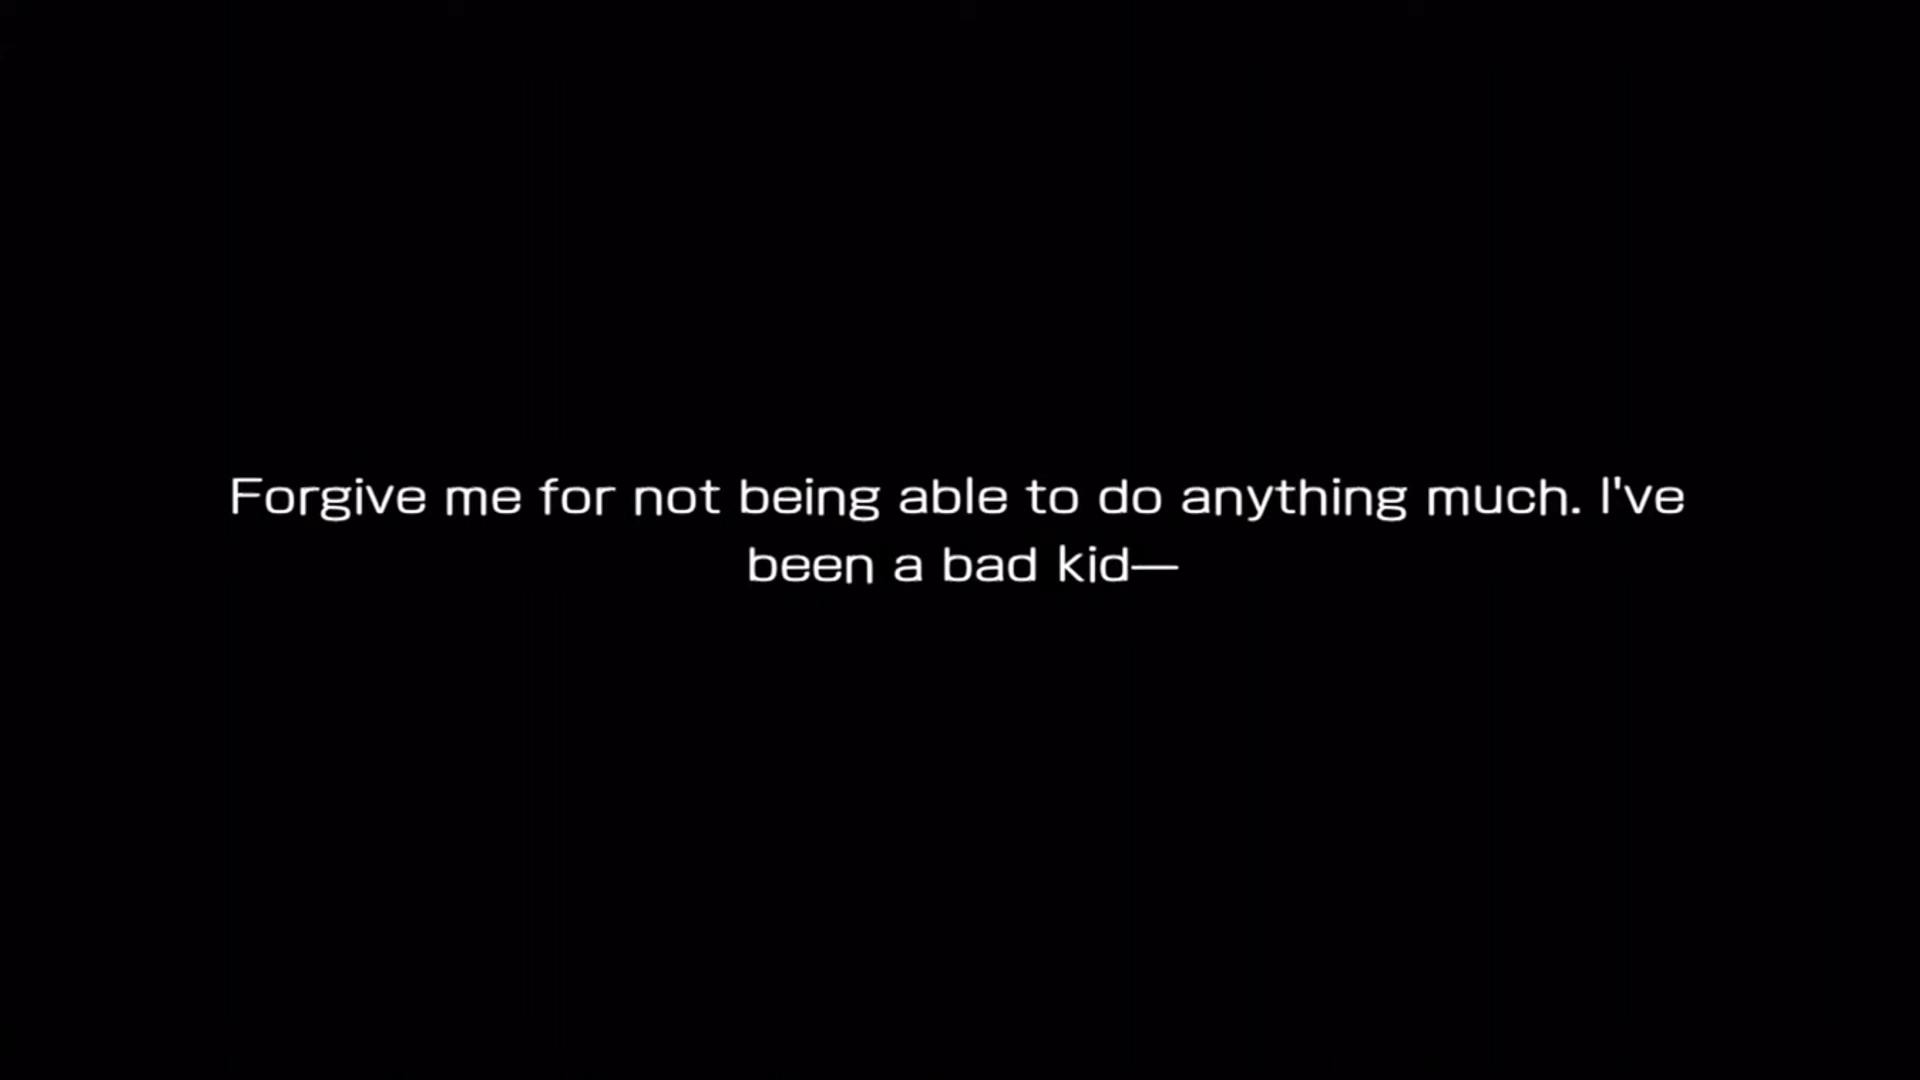 Forgive me for not being able to do anything much. I've
been a bad kid—